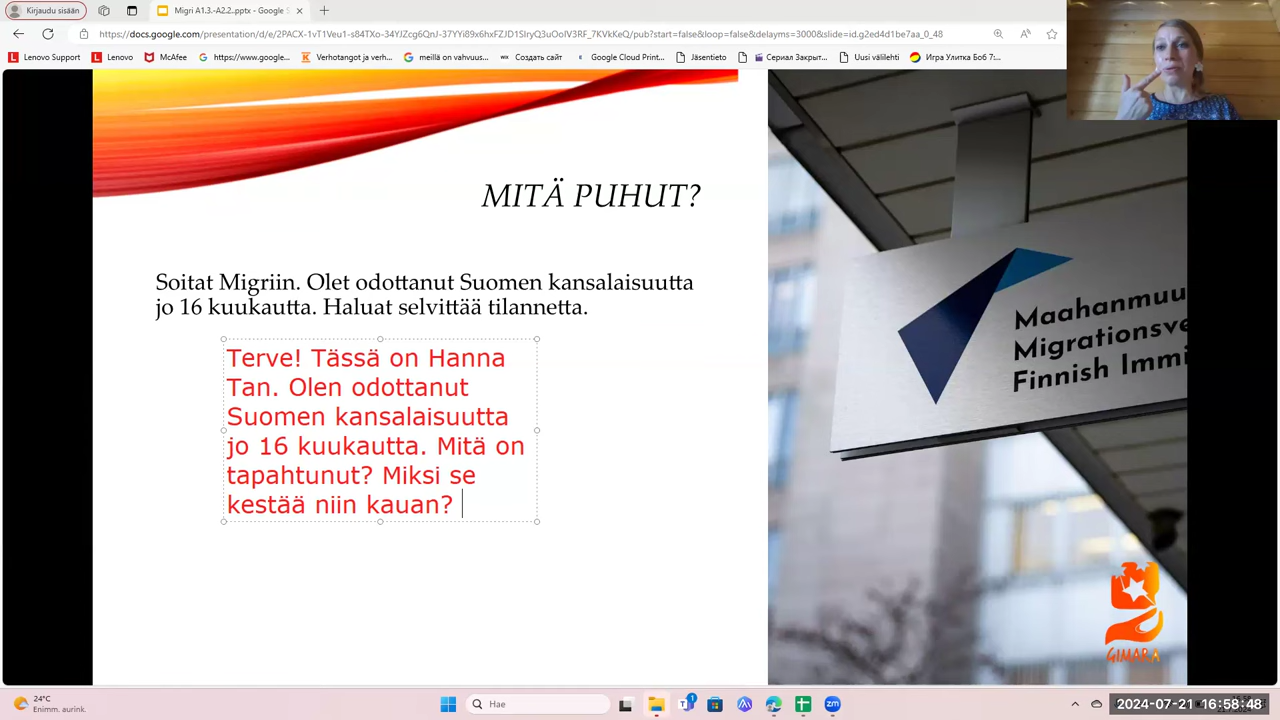 Kirjaudu sisään
Migri A1.3.-A2.2..pptx - Google S
https://docs.google.com/presentation/d/e/2PACX-1vT1Veu1-s84TXo-34YJZcg6QnJ-37YYi89x6hxFZJD1SIryQ3uOoIV3RF_7KVkKeQ/pub?start=false&loop=false&delayms=3000&slide=id.g2ed4d1be7aa_0_48
Lenovo Support
Lenovo
McAfee
https://www.google...
Verhotangot ja verh...
meillä on vahvuus...
Создать сайт
Google Cloud Print...
Jäsentieto
Сериал Закрыт...
Uusi välilehti
Игра Улитка Боб 7:...
MITÄ PUHUT?
Soitat Migriin. Olet odottanut Suomen kansalaisuutta
jo 16 kuukautta. Haluat selvittää tilannetta.
Terve! Tässä on Hanna
Tan. Olen odottanut
Suomen kansalaisuutta
jo 16 kuukautta. Mitä on
tapahtunut? Miksi se
kestää niin kauan?
Maahanmuu
Migrationsve
Finnish Immi
GIMARA
24°C
Enimm. aurink.
Hae
2024-07-21 16:58:48